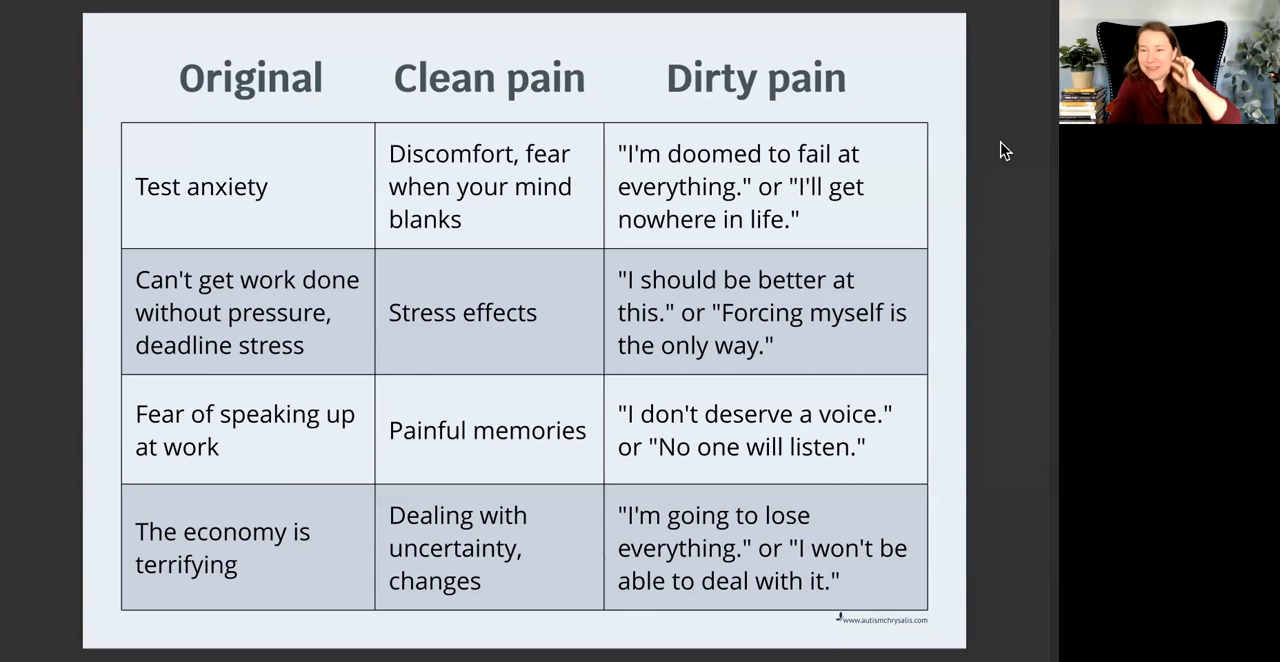 Original
Clean pain
Dirty pain
Test anxiety
Discomfort, fear
when your mind
blanks
"I'm doomed to fail at
everything." or "I'll get
nowhere in life."
Can't get work done
without pressure,
deadline stress
Stress effects
"I should be better at
this." or "Forcing myself is
the only way."
Fear of speaking up
at work
Painful memories
"I don't deserve a voice."
or "No one will listen."
The economy is
terrifying
Dealing with
uncertainty,
changes
"I'm going to lose
everything." or "I won't be
able to deal with it."
www.autismchrysalis.com